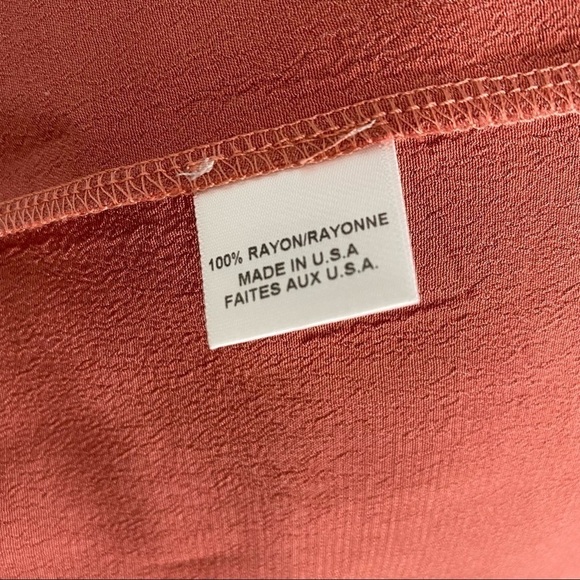 100% RAYON/RAYONNE
MADE IN U.S.A
FAITES AUX U.S.A.